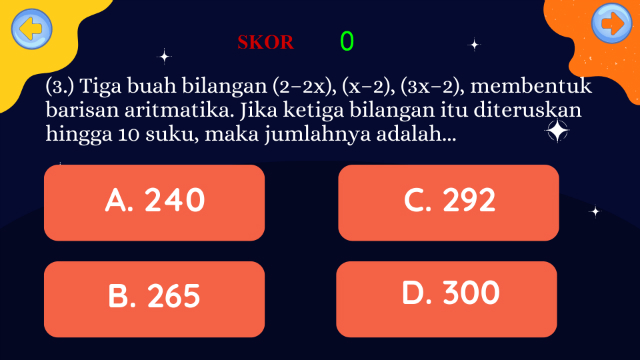 SKOR 0
(3.) Tiga buah bilangan (2–2x), (x–2), (3x–2), membentuk
barisan aritmatika. Jika ketiga bilangan itu diteruskan
hingga 10 suku, maka jumlahnya adalah...
A. 240
C. 292
B. 265
D. 300